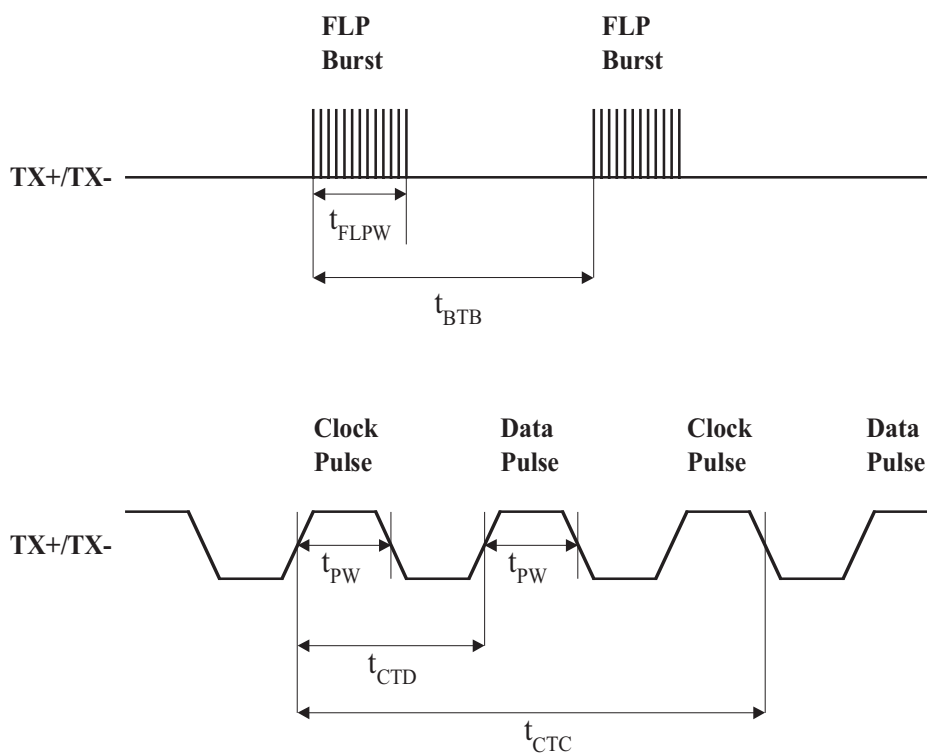 FLP FLP
Burst Burst
TX+/TX-
tFLPW
tBTB
Clock Data Clock Data
Pulse Pulse Pulse Pulse
TX+/TX-
tPW tPW
tCTD
tCTC